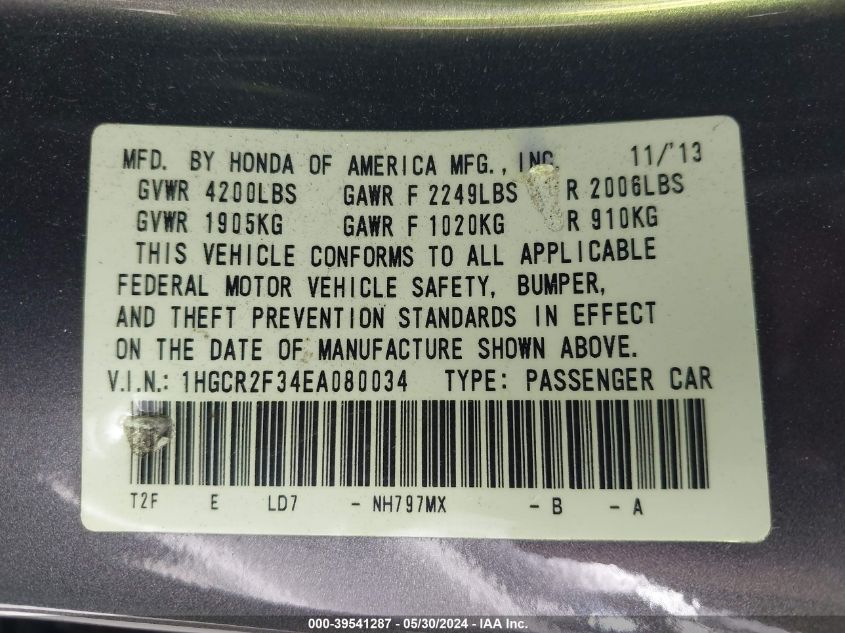 MFD. BY HONDA OF AMERICA MFG., INC. 11/'13
GVWR 4200LBS GAWR F 2249LBS R 2006LBS
GVWR 1905KG GAWR F 1020KG R 910KG
THIS VEHICLE CONFORMS TO ALL APPLICABLE
FEDERAL MOTOR VEHICLE SAFETY, BUMPER,
AND THEFT PREVENTION STANDARDS IN EFFECT
ON THE DATE OF MANUFACTURE SHOWN ABOVE.
V.I.N.: 1HGCR2F34EA080034 TYPE: PASSENGER CAR
T2F E LD7 - NH797MX - B - A
000-39541287 - 05/30/2024 - IAA Inc.